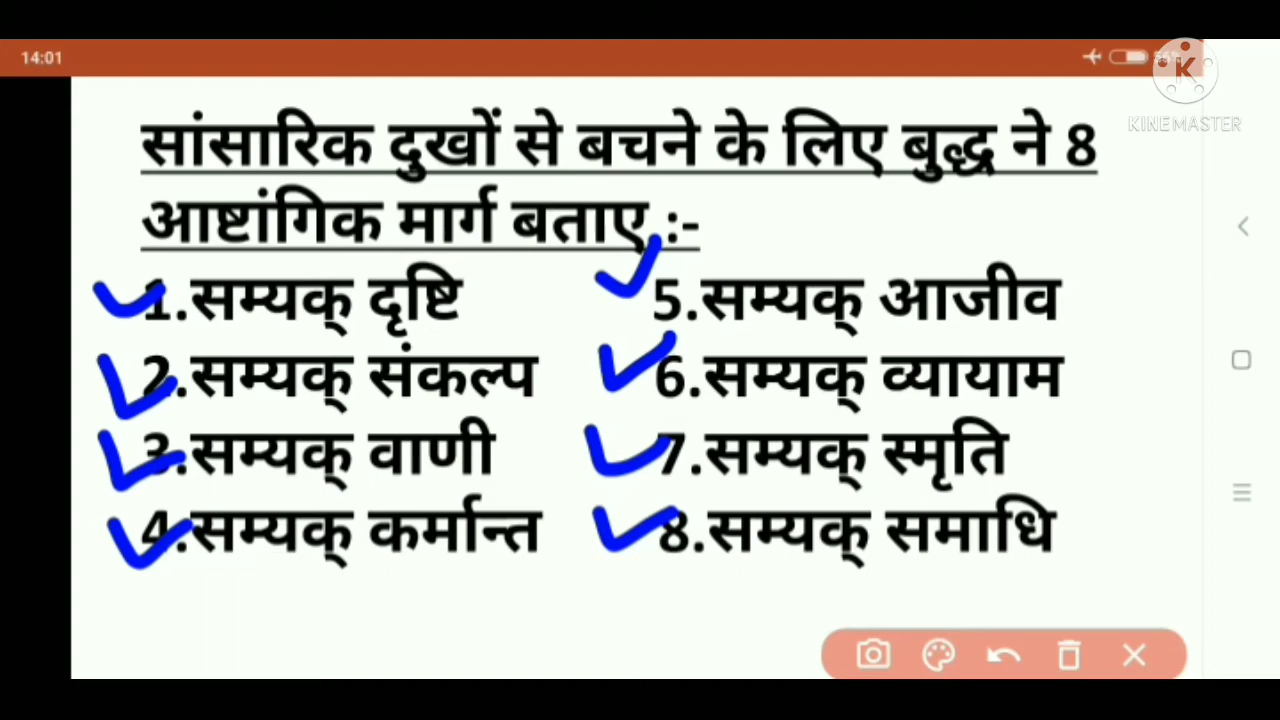 14:01
KINEMASTER
सांसारिक दुखों से बचने के लिए बुद्ध ने 8
आष्टांगिक मार्ग बताए :-
1.सम्यक् दृष्टि
2.सम्यक् संकल्प
3.सम्यक् वाणी
4.सम्यक् कर्मान्त
5.सम्यक् आजीव
6.सम्यक् व्यायाम
7.सम्यक् स्मृति
8.सम्यक् समाधि